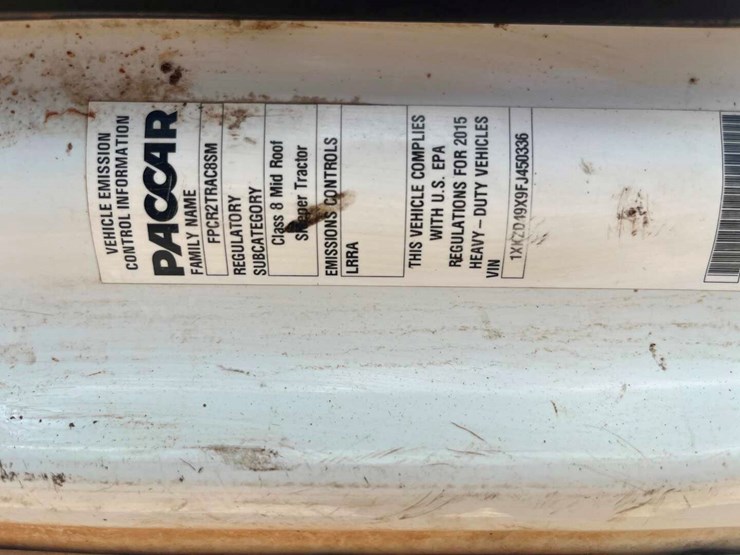 VEHICLE EMISSION
CONTROL INFORMATION
PACCAR
FAMILY NAME
FPCR2TRAC8SM
REGULATORY
SUBCATEGORY
Class 8 Mid Roof
Sleeper Tractor
EMISSIONS CONTROLS
LRRA
THIS VEHICLE COMPLIES
WITH U.S. EPA
REGULATIONS FOR 2015
HEAVY-DUTY VEHICLES
VIN
1XKZD49X9FJ450336